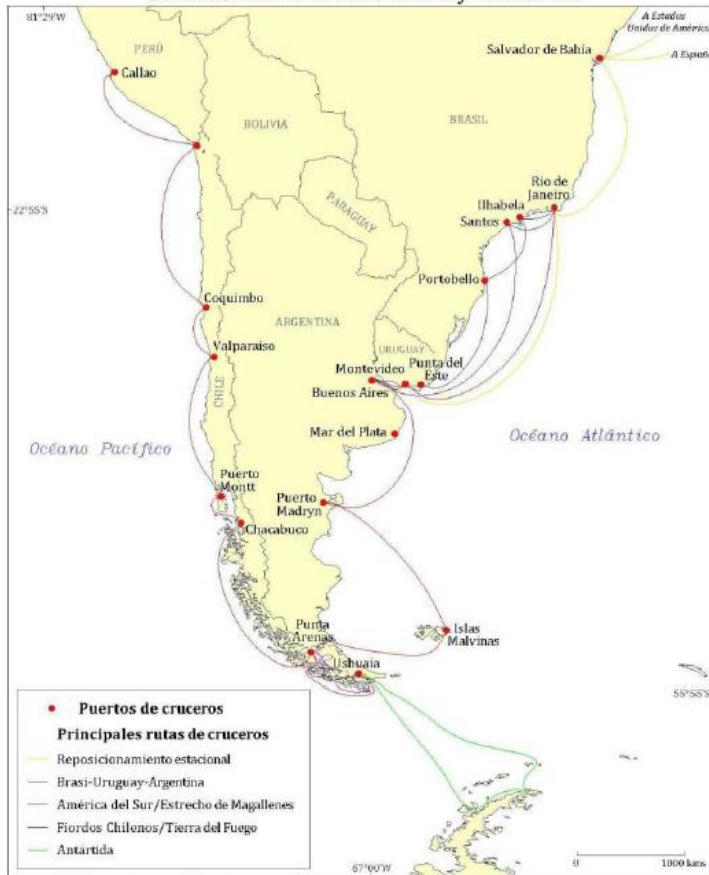 81°29'W
A Estados
Unidos de América
Salvador de Bahía
A España
PERÚ
Callao
BOLIVIA
BRASIL
PARAGUAY
Rio de
Janeiro
Ilhabela
22°55'S
Santos
Portobello
Coquimbo
ARGENTINA
Valparaíso
URUGUAY
CHILE
Montevideo
Punta del
Este
Buenos Aires
Mar del Plata
Océano Pacífico
Océano Atlántico
Puerto
Montt
Puerto
Madryn
Chacabuco
Punta
Arenas
Islas
Malvinas
Ushuaia
55°55'S
Puertos de cruceros
Principales rutas de cruceros
Reposicionamiento estacional
Brasi-Uruguay-Argentina
América del Sur/Estrecho de Magallenes
Fiordos Chilenos/Tierra del Fuego
Antártida
0
1000 kms
67°00'W